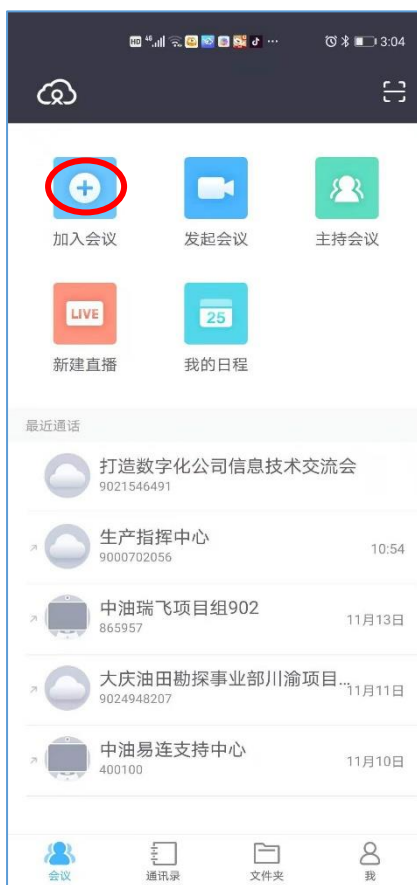 HD 46 3:04
加入会议 发起会议 主持会议
LIVE 25
新建直播 我的日程
最近通话
打造数字化公司信息技术交流会
9021546491
生产指挥中心
9000702056 10:54
中油瑞飞项目组902
865957 11月13日
大庆油田勘探事业部川渝项目...
9024948207 11月11日
中油易连支持中心
400100 11月10日
会议 通讯录 文件夹 我